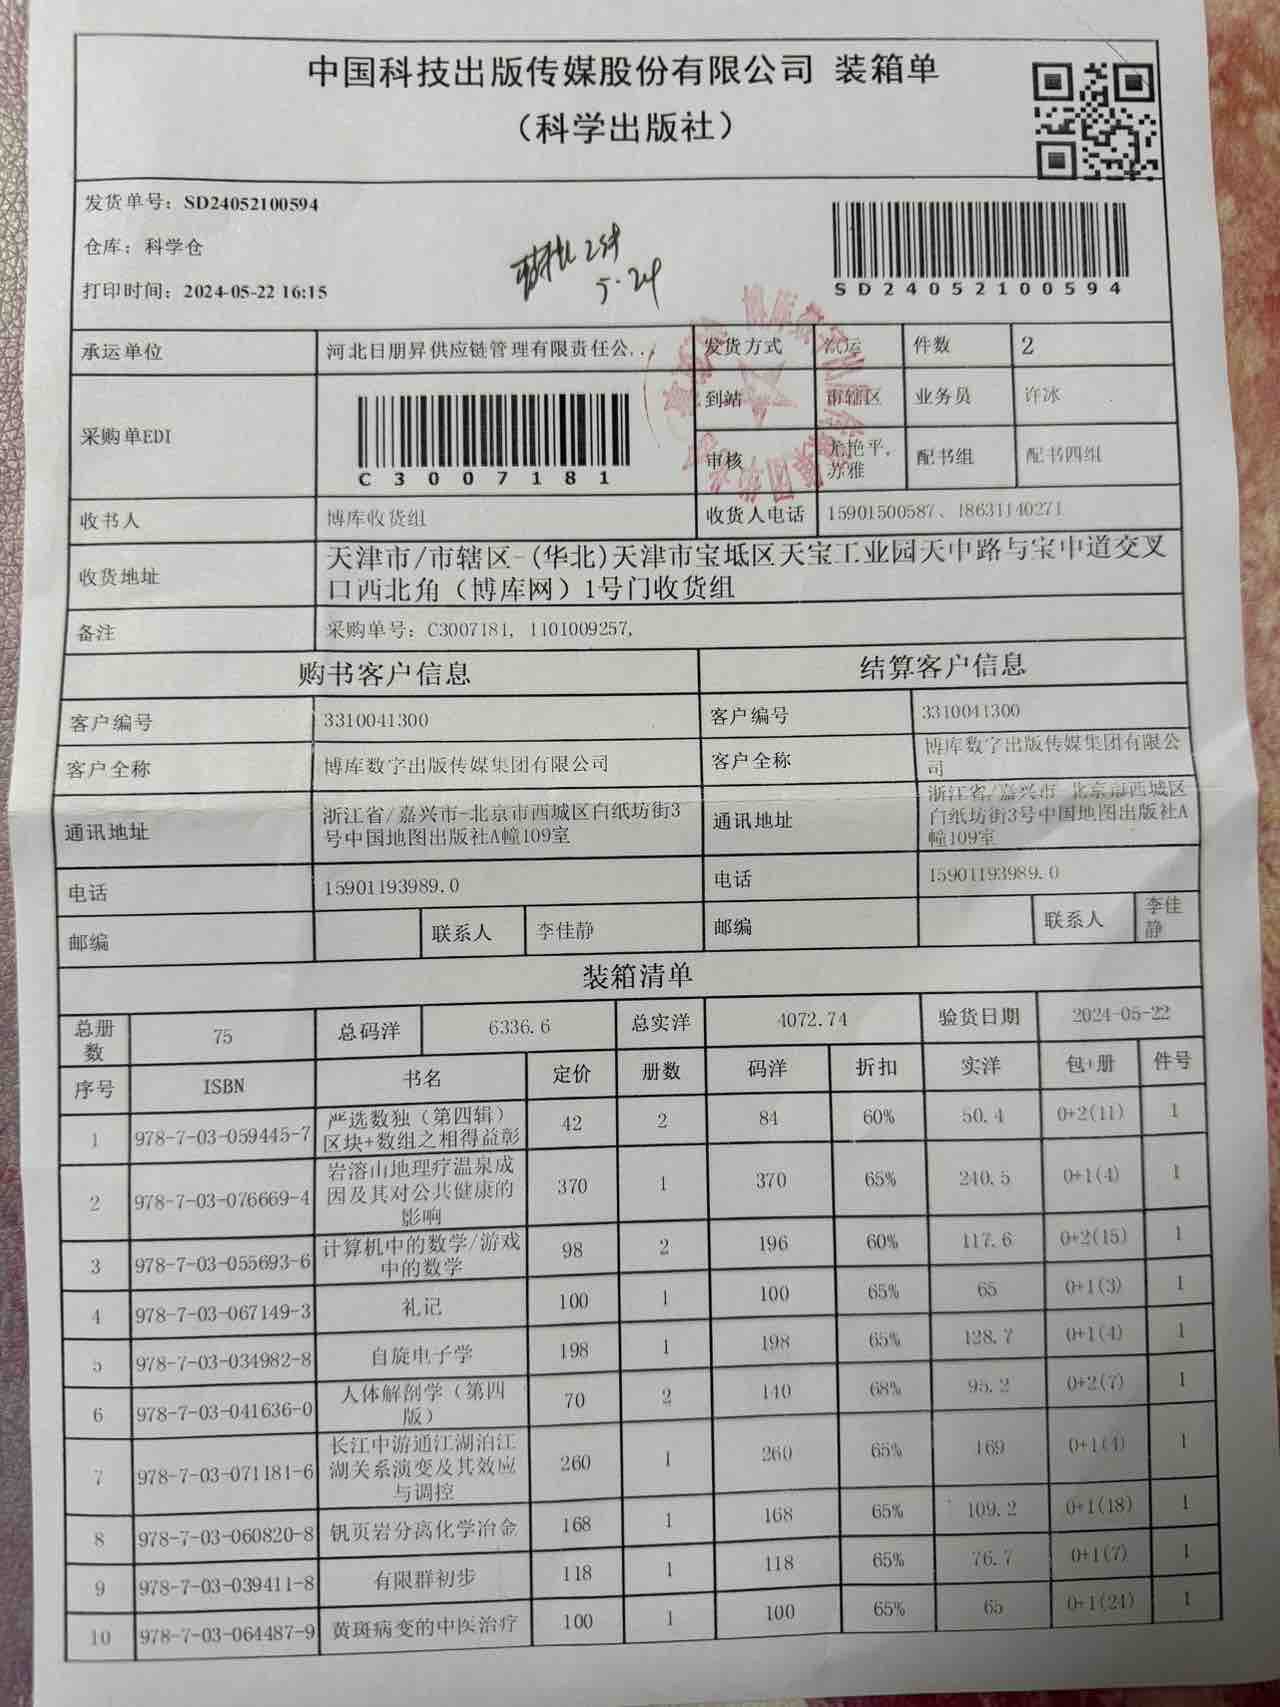 中国科技出版传媒股份有限公司 装箱单
（科学出版社）
发货单号：SD24052100594
仓库：科学仓
打印时间：2024-05-22 16:15
2件
5.24
SD24052100594
承运单位 河北日朋昇供应链管理有限责任公... 发货方式 运 件数 2
采购单EDI C3007181 到站 市辖区 业务员 许冰
审核 尤艳平, 苏雅 配书组 配书四组
收书人 博库收货组 收货人电话 15901500587、18631140271
收货地址 天津市/市辖区-(华北)天津市宝坻区天宝工业园天中路与宝中道交叉
口西北角（博库网）1号门收货组
备注 采购单号：C3007181, 1101009257,
购书客户信息 结算客户信息
客户编号 3310041300 客户编号 3310041300
客户全称 博库数字出版传媒集团有限公司 客户全称 博库数字出版传媒集团有限公
司
通讯地址 浙江省/嘉兴市-北京市西城区白纸坊街3
号中国地图出版社A幢109室 通讯地址 浙江省/嘉兴市-北京市西城区
白纸坊街3号中国地图出版社A
幢109室
电话 15901193989.0 电话 15901193989.0
邮编 联系人 李佳静 邮编 联系人 李佳
静
装箱清单
总册数 75 总码洋 6336.6 总实洋 4072.74 验货日期 2024-05-22
序号 ISBN 书名 定价 册数 码洋 折扣 实洋 包+册 件号
1 978-7-03-059445-7 严选数独（第四辑）
区块+数组之相得益彰 42 2 84 60% 50.4 0+2(11) 1
2 978-7-03-076669-4 岩溶山地理疗温泉成
因及其对公共健康的
影响 370 1 370 65% 240.5 0+1(4) 1
3 978-7-03-055693-6 计算机中的数学/游戏
中的数学 98 2 196 60% 117.6 0+2(15) 1
4 978-7-03-067149-3 礼记 100 1 100 65% 65 0+1(3) 1
5 978-7-03-034982-8 自旋电子学 198 1 198 65% 128.7 0+1(4) 1
6 978-7-03-041636-0 人体解剖学（第四
版） 70 2 140 68% 95.2 0+2(7) 1
7 978-7-03-071181-6 长江中游通江湖泊江
湖关系演变及其效应
与调控 260 1 260 65% 169 0+1(4) 1
8 978-7-03-060820-8 钒页岩分离化学冶金 168 1 168 65% 109.2 0+1(18) 1
9 978-7-03-039411-8 有限群初步 118 1 118 65% 76.7 0+1(7) 1
10 978-7-03-064487-9 黄斑病变的中医治疗 100 1 100 65% 65 0+1(24) 1